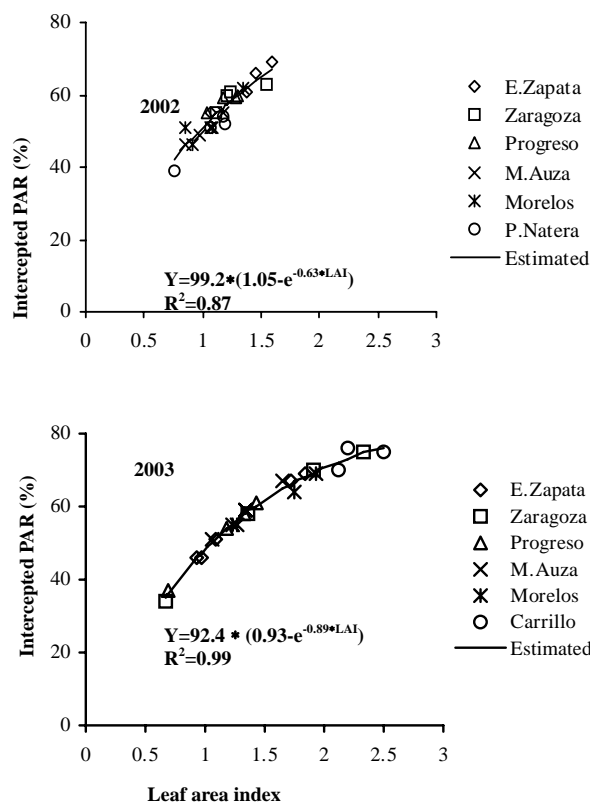 80
60
40
20
0
Intercepted PAR (%)
2002
Y=99.2*(1.05-e^-0.63*LAI)
R²=0.87
0 0.5 1 1.5 2 2.5 3
E.Zapata
Zaragoza
Progreso
M.Auza
Morelos
P.Natera
Estimated
80
60
40
20
0
Intercepted PAR (%)
2003
Y=92.4 * (0.93-e^-0.89*LAI)
R²=0.99
0 0.5 1 1.5 2 2.5 3
Leaf area index
E.Zapata
Zaragoza
Progreso
M.Auza
Morelos
Carrillo
Estimated